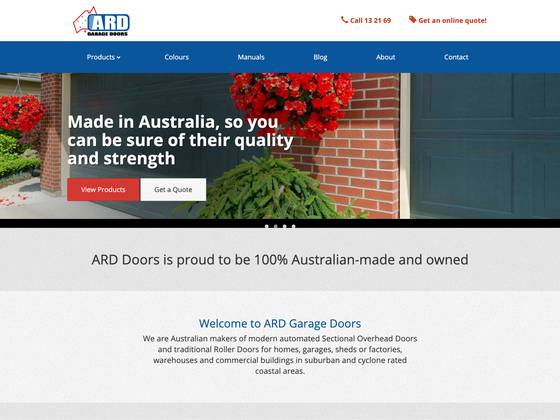 ARD
GARAGE DOORS
Call 13 21 69
Get an online quote!
Products
Colours
Manuals
Blog
About
Contact
Made in Australia, so you
can be sure of their quality
and strength
View Products
Get a Quote
ARD Doors is proud to be 100% Australian-made and owned
Welcome to ARD Garage Doors
We are Australian makers of modern automated Sectional Overhead Doors
and traditional Roller Doors for homes, garages, sheds or factories,
warehouses and commercial buildings in suburban and cyclone rated
coastal areas.